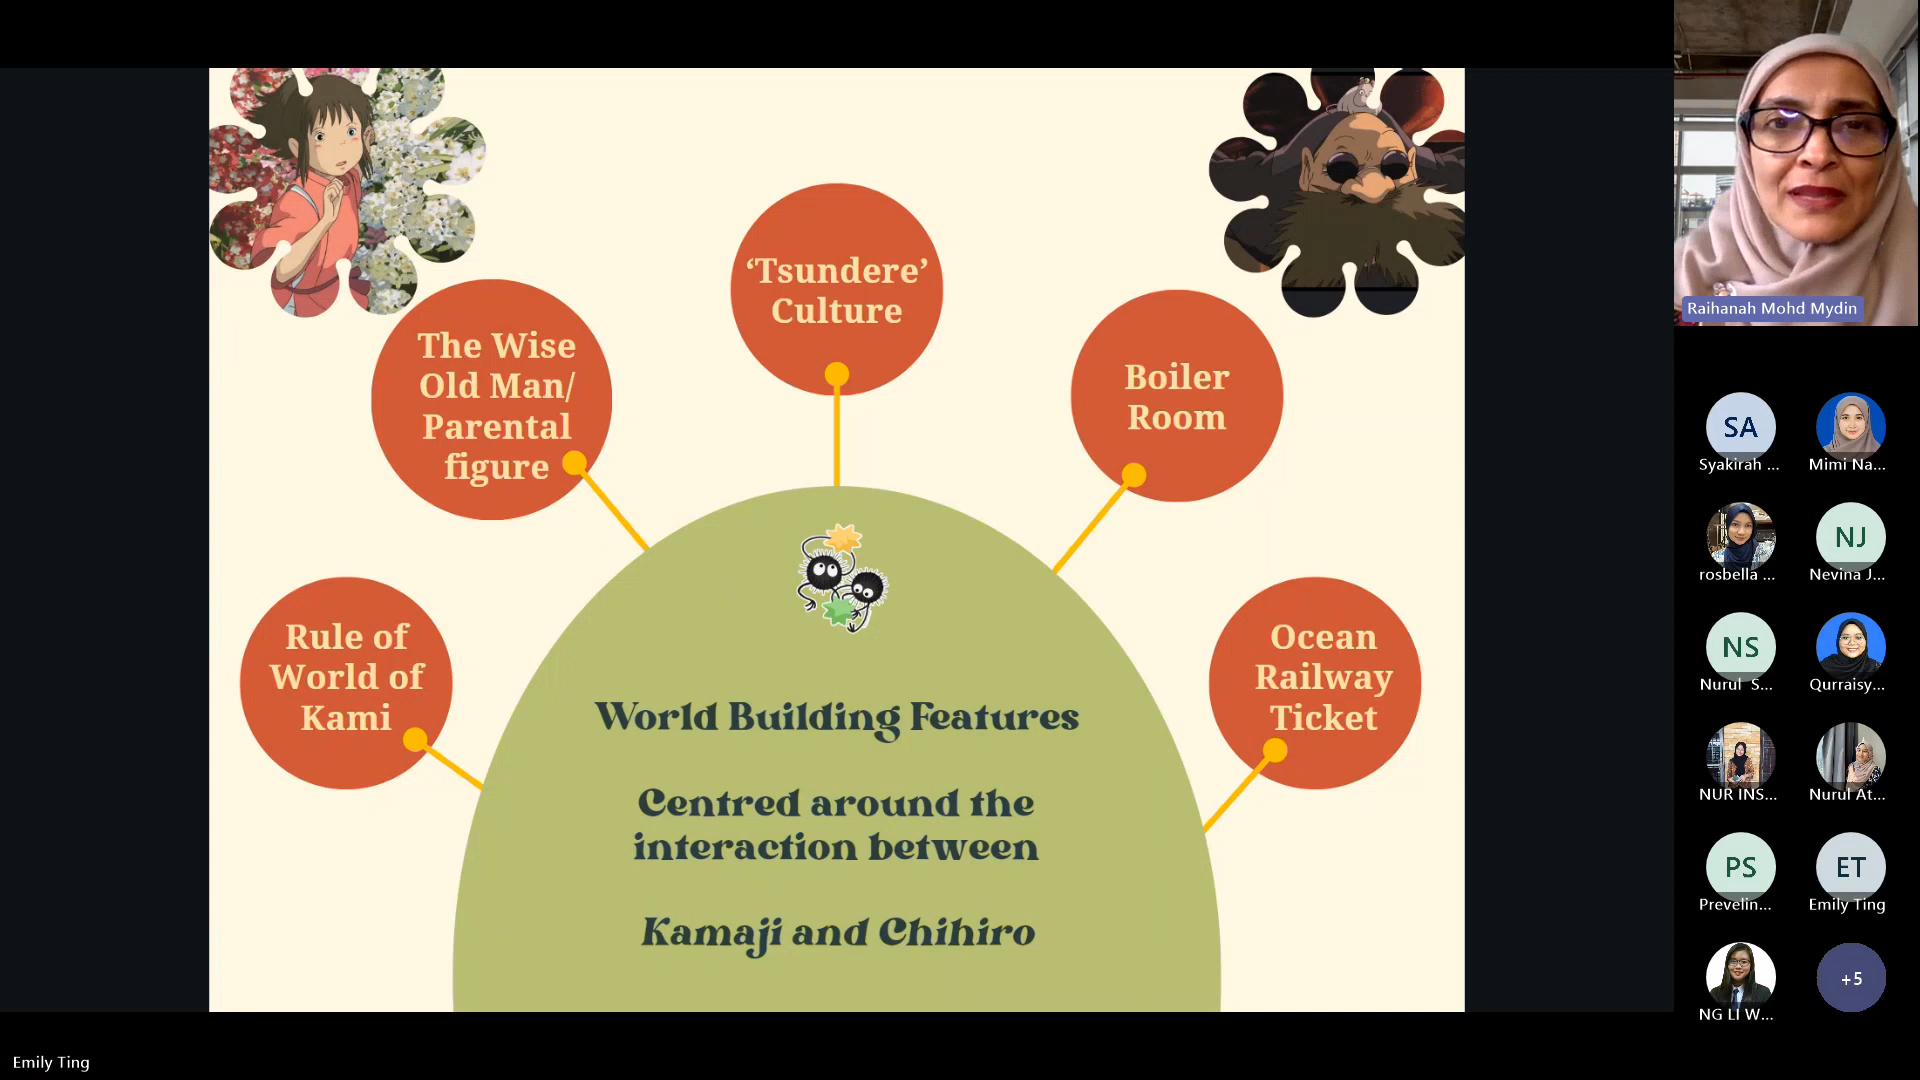 ‘Tsundere’
Culture
The Wise
Old Man/
Parental
figure
Boiler
Room
Rule of
World of
Kami
Ocean
Railway
Ticket
World Building Features
Centred around the
interaction between
Kamaji and Chihiro
Raihanah Mohd Mydin
SA
Syakirah ...
Mimi Na...
rosbella ...
NJ
Nevina J...
NS
Nurul S...
Qurraisy...
NUR INS...
Nurul At...
PS
Prevelin...
ET
Emily Ting
NG LI W...
+5
Emily Ting